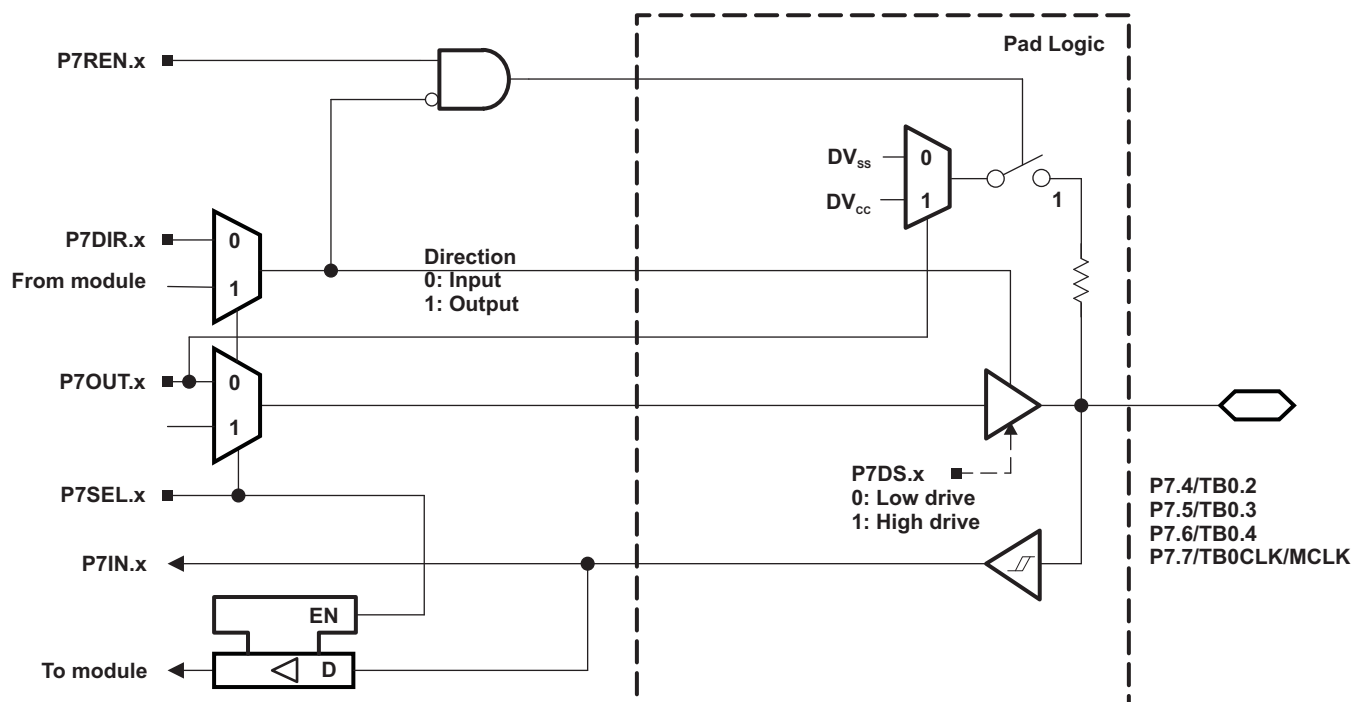 Pad Logic
P7REN.x
DVSS
0
DVCC
1
1
P7DIR.x
0
From module
1
Direction
0: Input
1: Output
P7OUT.x
0
1
P7DS.x
0: Low drive
1: High drive
P7SEL.x
P7.4/TB0.2
P7.5/TB0.3
P7.6/TB0.4
P7.7/TB0CLK/MCLK
P7IN.x
EN
To module
D